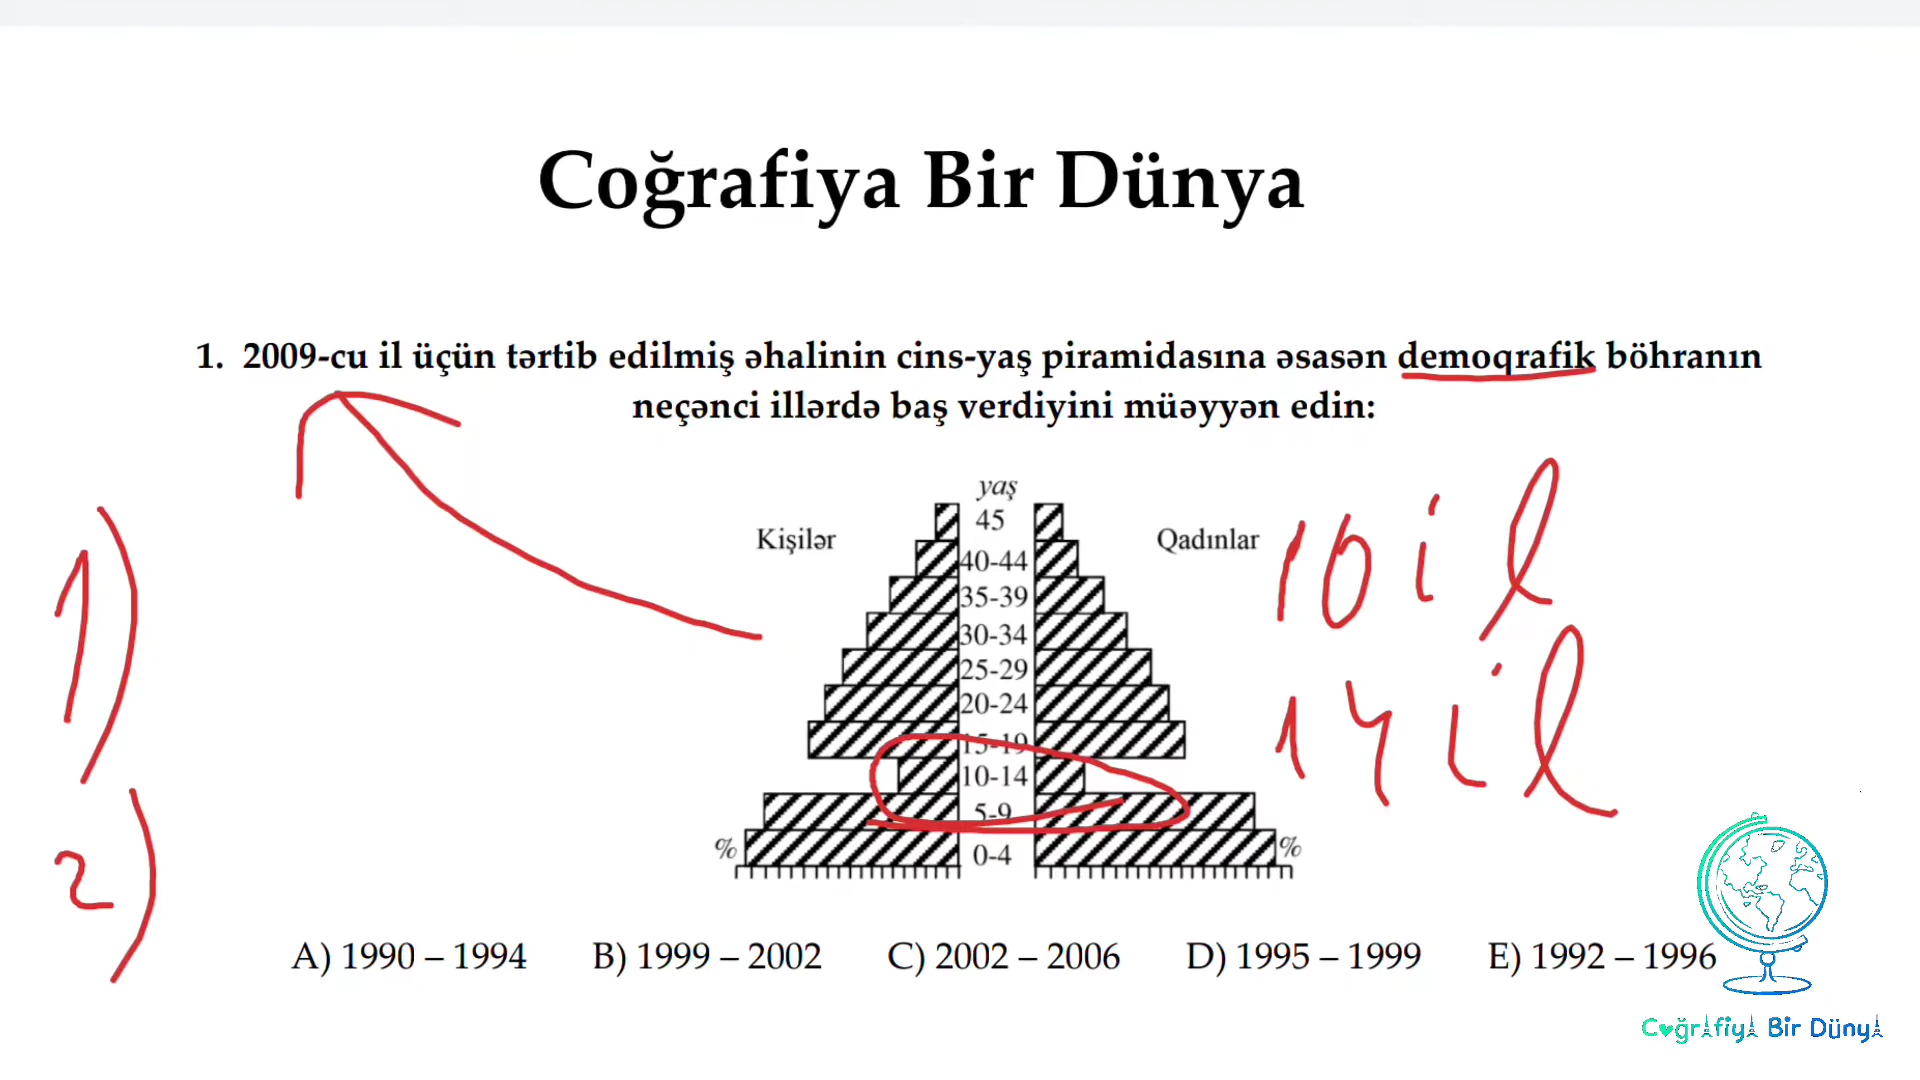 Coğrafiya Bir Dünya
1. 2009-cu il üçün tərtib edilmiş əhalinin cins-yaş piramidasına əsasən demoqrafik böhranın
neçənci illərdə baş verdiyini müəyyən edin:
yaş
Kişilər 45 Qadınlar
40-44
35-39
30-34
25-29
20-24
15-19
10-14
5-9
% 0-4 %
10 il
14 il
1)
2)
A) 1990 – 1994 B) 1999 – 2002 C) 2002 – 2006 D) 1995 – 1999 E) 1992 – 1996
Coğrafiya Bir Dünya